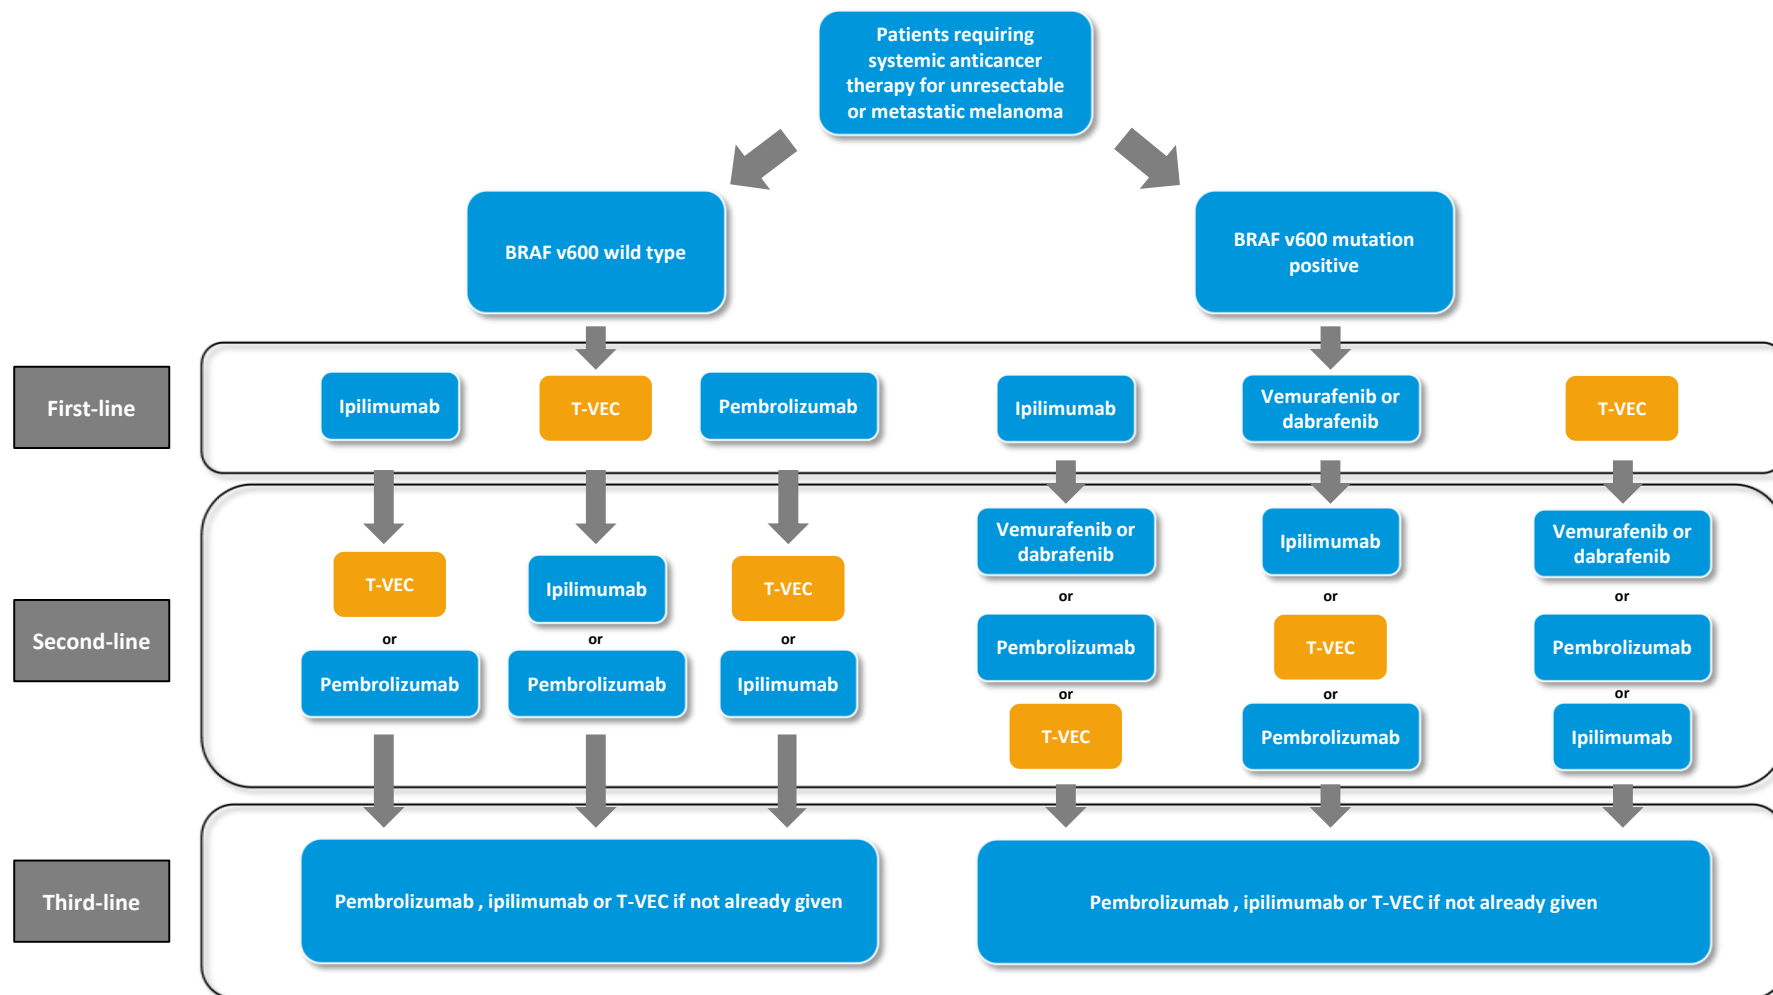 Patients requiring
systemic anticancer
therapy for unresectable
or metastatic melanoma
BRAF v600 wild type
BRAF v600 mutation
positive
First-line
Ipilimumab
T-VEC
Pembrolizumab
Ipilimumab
Vemurafenib or
dabrafenib
T-VEC
Second-line
T-VEC
or
Pembrolizumab
Ipilimumab
or
Pembrolizumab
T-VEC
or
Ipilimumab
Vemurafenib or
dabrafenib
or
Pembrolizumab
or
T-VEC
Ipilimumab
or
T-VEC
or
Pembrolizumab
Vemurafenib or
dabrafenib
or
Pembrolizumab
or
Ipilimumab
Third-line
Pembrolizumab , ipilimumab or T-VEC if not already given
Pembrolizumab , ipilimumab or T-VEC if not already given